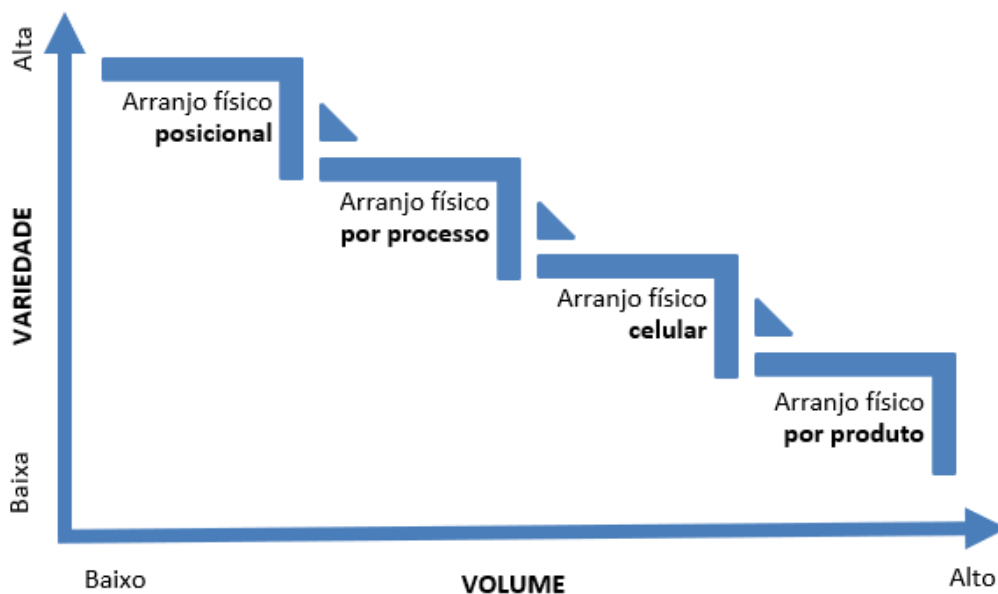 Alta
Arranjo físico
posicional
Arranjo físico
por processo
VARIEDADE
Arranjo físico
celular
Arranjo físico
por produto
Baixa
Baixo
VOLUME
Alto